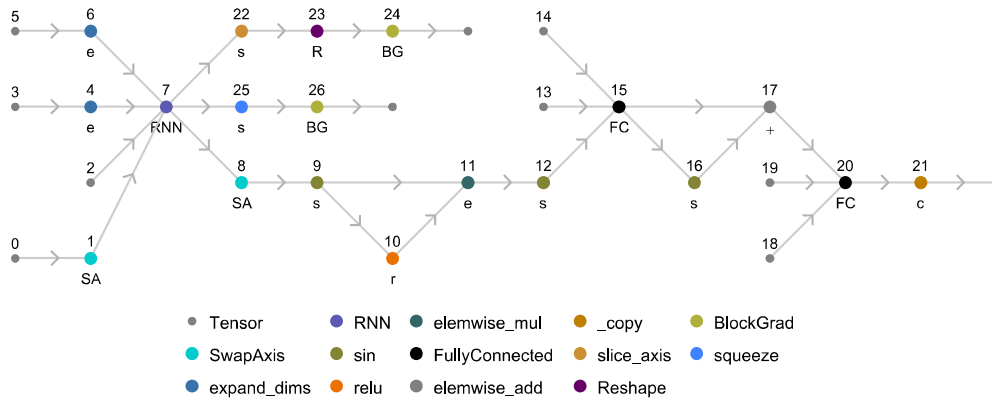 5 6 22 23 24 14
e s R BG
3 4 7 25 26 13 15 17
e RNN s BG FC +
2 8 9 11 12 16 19 20 21
SA s e s s FC c
0 1 10 18
SA r
Tensor RNN elemwise_mul _copy BlockGrad
SwapAxis sin FullyConnected slice_axis squeeze
expand_dims relu elemwise_add Reshape